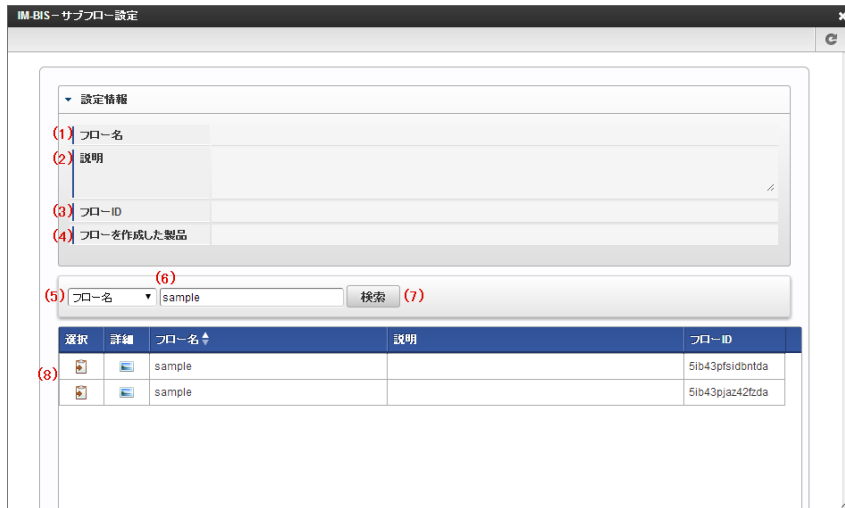 IM-BIS－サブフロー設定
設定情報
(1) フロー名
(2) 説明
(3) フローID
(4) フローを作成した製品
(6)
(5) フロー名 sample 検索 (7)
選択 詳細 フロー名 説明 フローID
sample 5ib43pfsidbntda
(8)
sample 5ib43pjaz42fzda